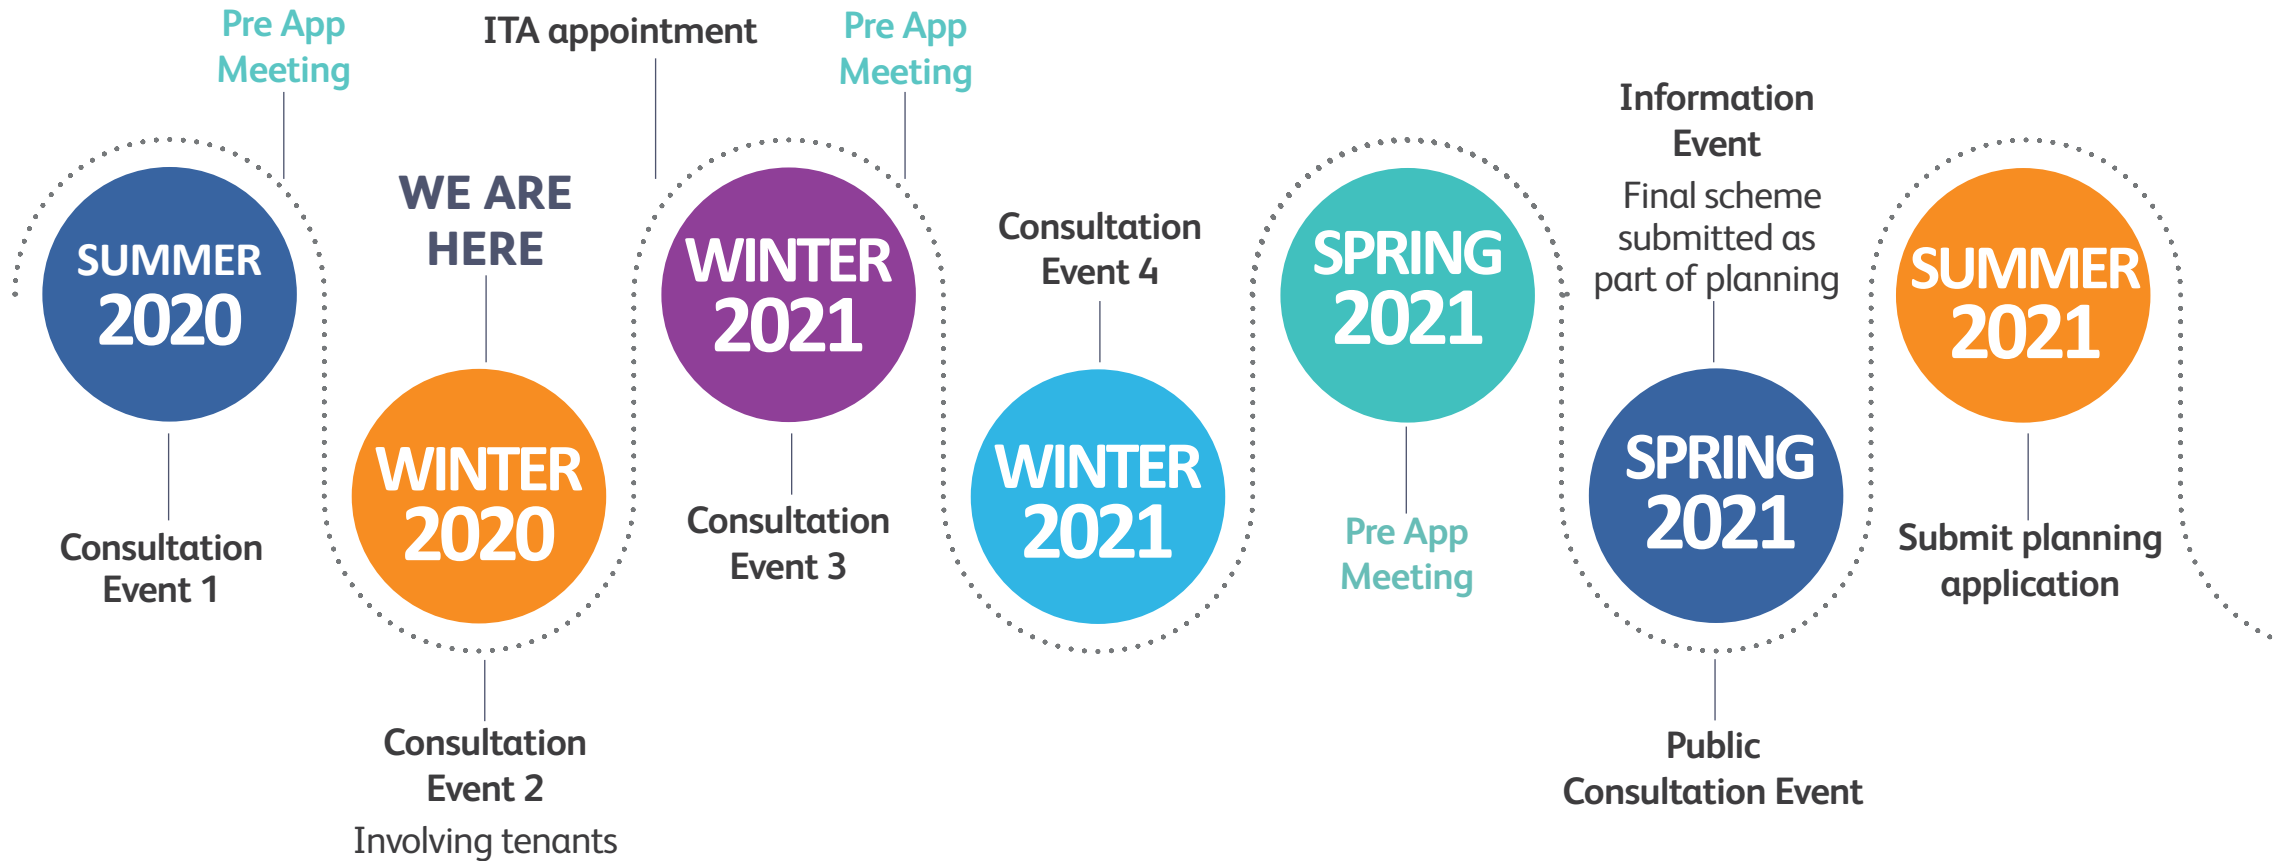 Pre App
Meeting
SUMMER
2020
Consultation
Event 1
WE ARE
HERE
WINTER
2020
Consultation
Event 2
Involving tenants
ITA appointment
WINTER
2021
Consultation
Event 3
Pre App
Meeting
Consultation
Event 4
WINTER
2021
SPRING
2021
Pre App
Meeting
Information
Event
Final scheme
submitted as
part of planning
SPRING
2021
Public
Consultation Event
SUMMER
2021
Submit planning
application